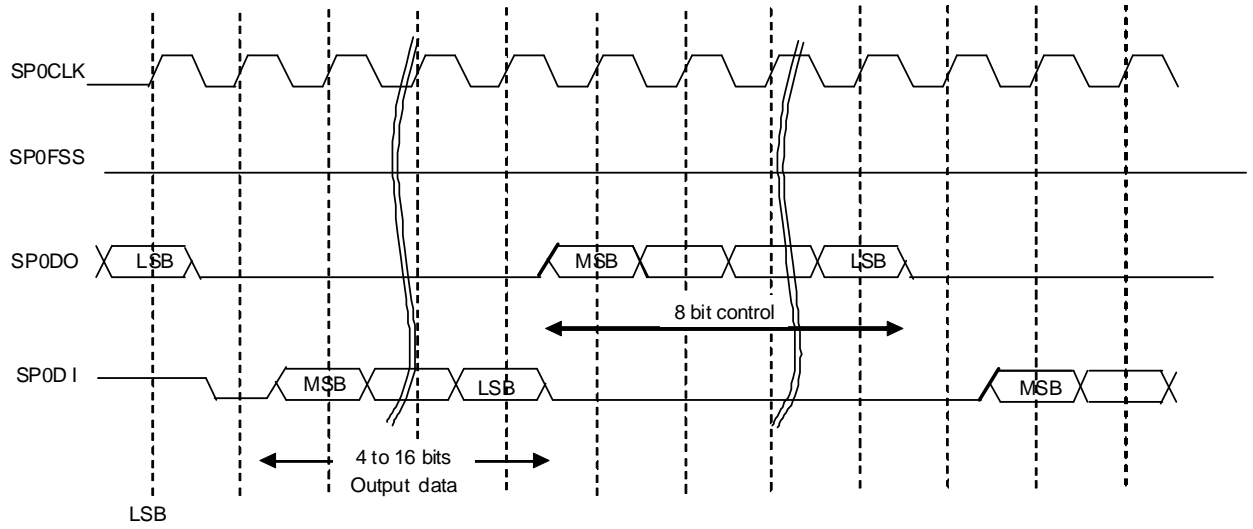 SP0CLK
SP0FSS
SP0DO
LSB
MSB
LSB
8 bit control
SP0D I
MSB
LSB
MSB
4 to 16 bits
Output data
LSB